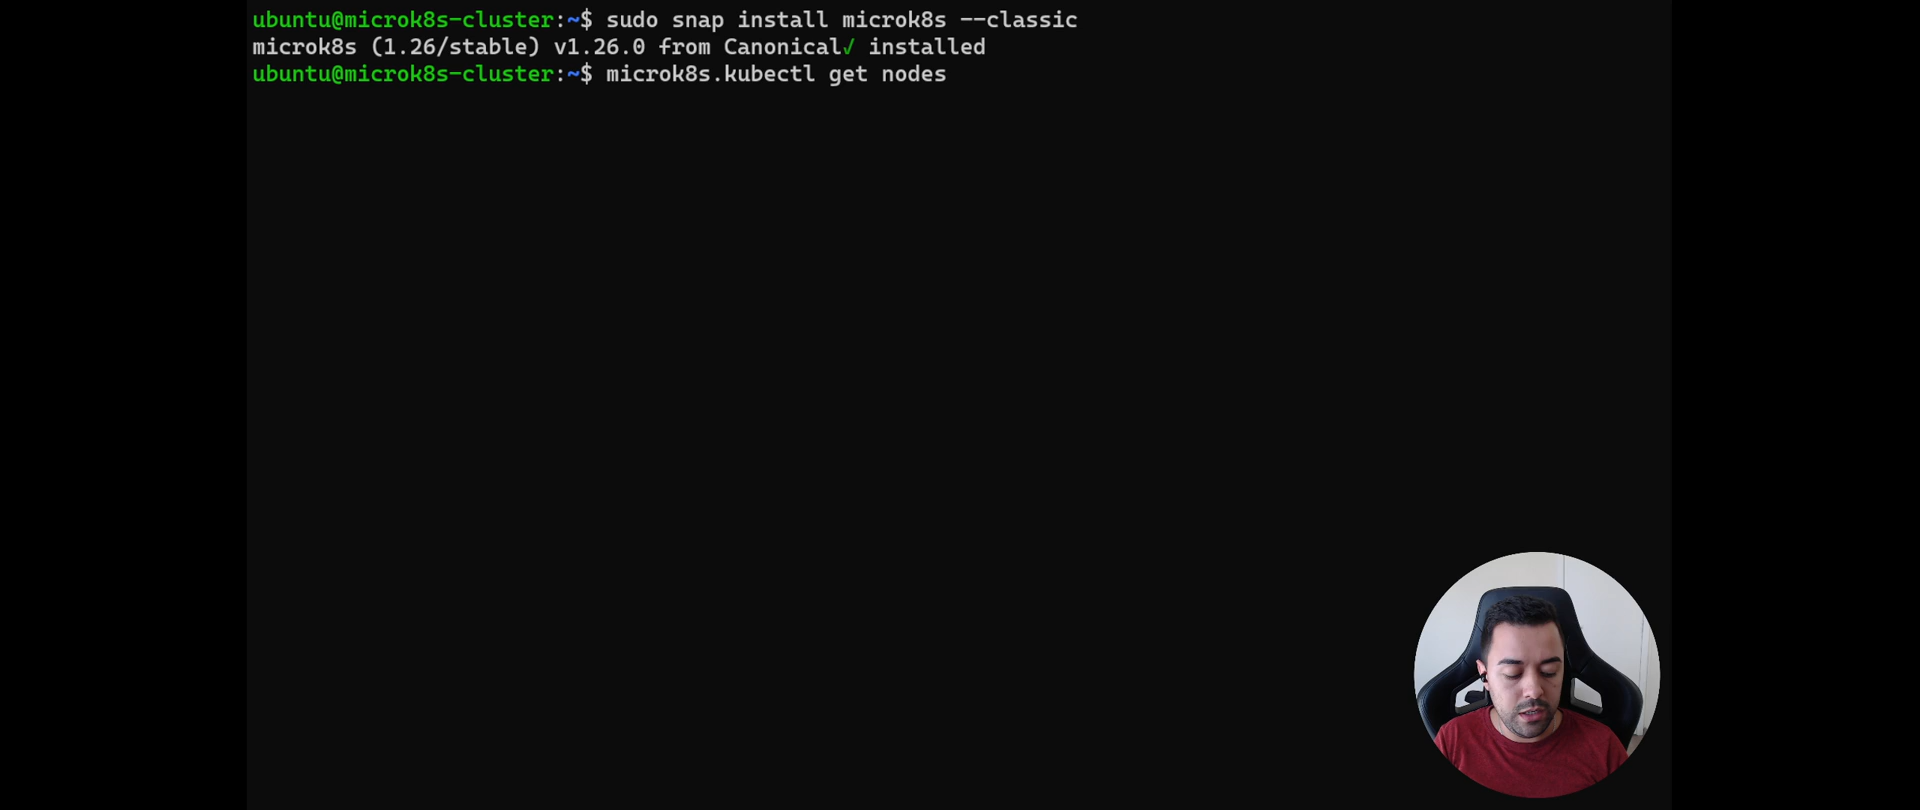 ubuntu@microk8s-cluster:~$ sudo snap install microk8s --classic
microk8s (1.26/stable) v1.26.0 from Canonical✓ installed
ubuntu@microk8s-cluster:~$ microk8s.kubectl get nodes